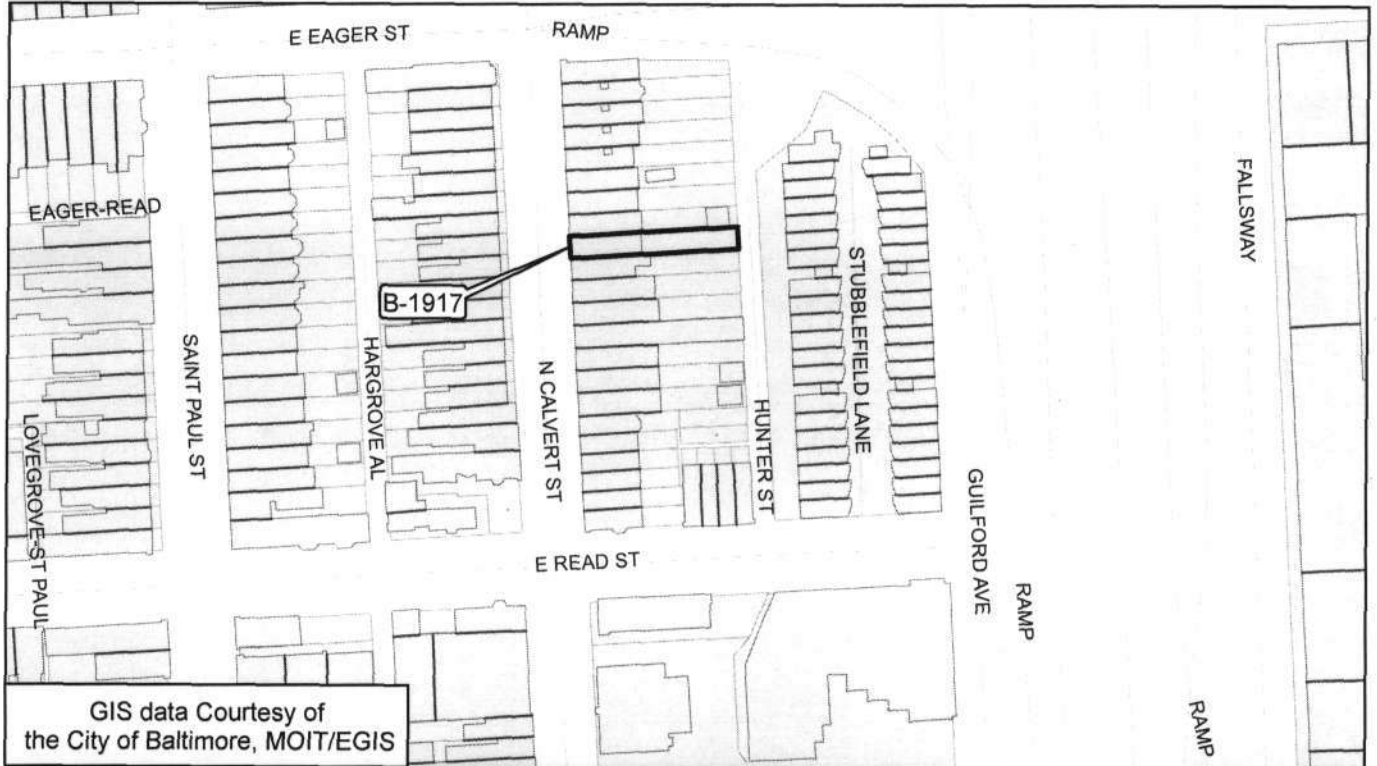 E EAGER ST
RAMP
EAGER-READ
FALLSWAY
B-1917
SAINT PAUL ST
HARGROVE AL
N CALVERT ST
STUBBLEFIELD LANE
HUNTER ST
LOVEGROVE-ST PAUL
GUILFORD AVE
E READ ST
RAMP
RAMP
GIS data Courtesy of
the City of Baltimore, MOIT/EGIS